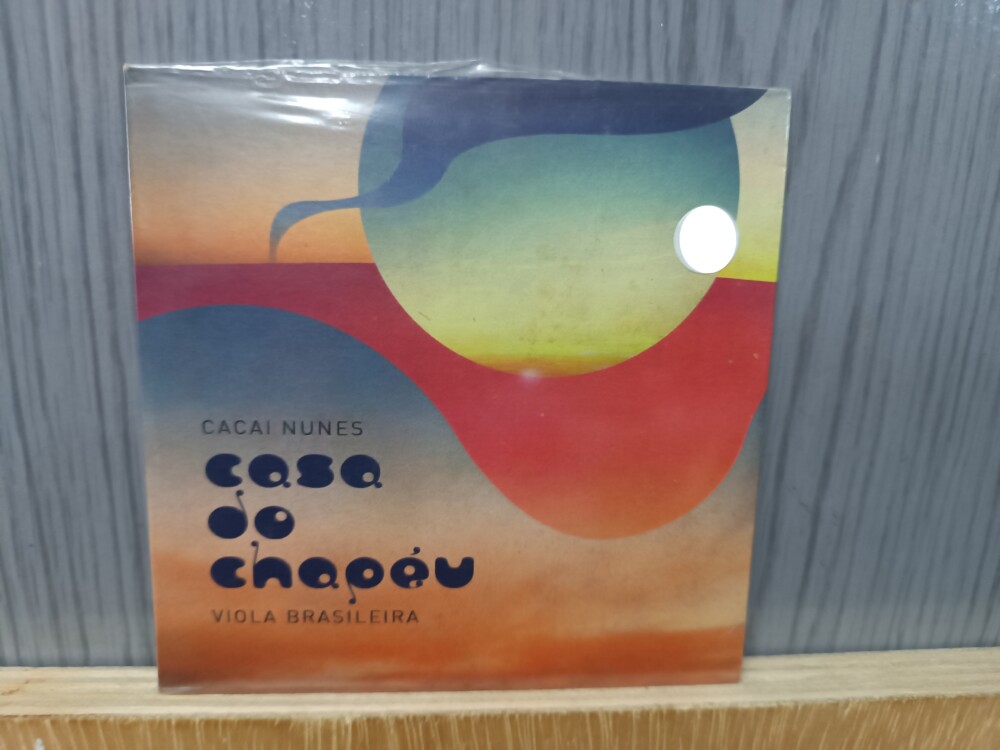 CACAI NUNES
casa
do
chapéu
VIOLA BRASILEIRA